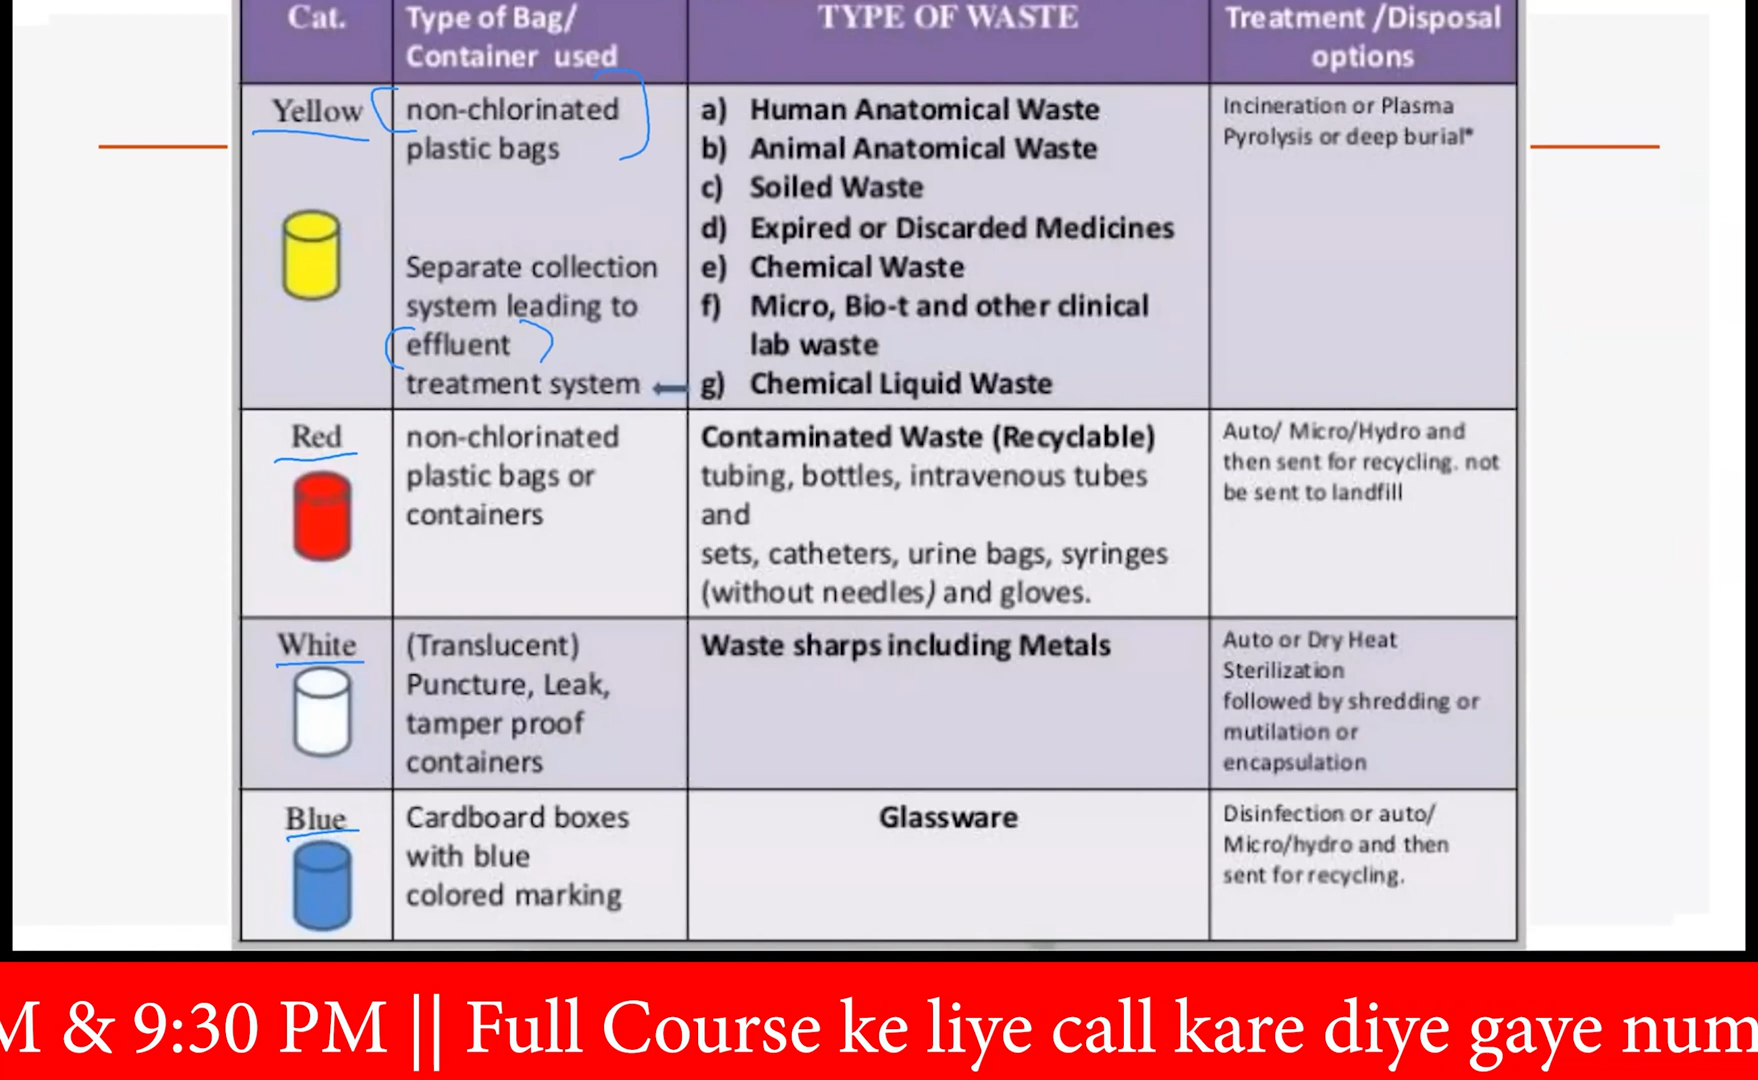 Cat.
Type of Bag/
Container used
TYPE OF WASTE
Treatment /Disposal
options
Yellow
non-chlorinated
plastic bags
Separate collection
system leading to
effluent
treatment system
a) Human Anatomical Waste
b) Animal Anatomical Waste
c) Soiled Waste
d) Expired or Discarded Medicines
e) Chemical Waste
f) Micro, Bio-t and other clinical
lab waste
g) Chemical Liquid Waste
Incineration or Plasma
Pyrolysis or deep burial*
Red
non-chlorinated
plastic bags or
containers
Contaminated Waste (Recyclable)
tubing, bottles, intravenous tubes
and
sets, catheters, urine bags, syringes
(without needles) and gloves.
Auto/ Micro/Hydro and
then sent for recycling. not
be sent to landfill
White
(Translucent)
Puncture, Leak,
tamper proof
containers
Waste sharps including Metals
Auto or Dry Heat
Sterilization
followed by shredding or
mutilation or
encapsulation
Blue
Cardboard boxes
with blue
colored marking
Glassware
Disinfection or auto/
Micro/hydro and then
sent for recycling.
M & 9:30 PM || Full Course ke liye call kare diye gaye num